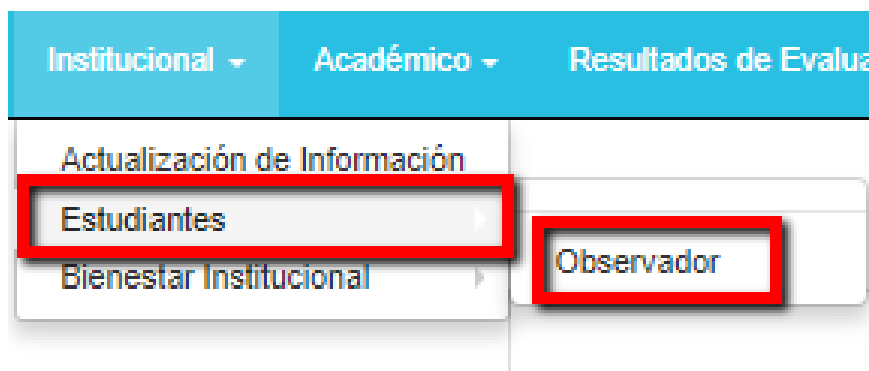 Institucional Académico Resultados de Evalua
Actualización de Información
Estudiantes
Observador
Bienestar Institucional